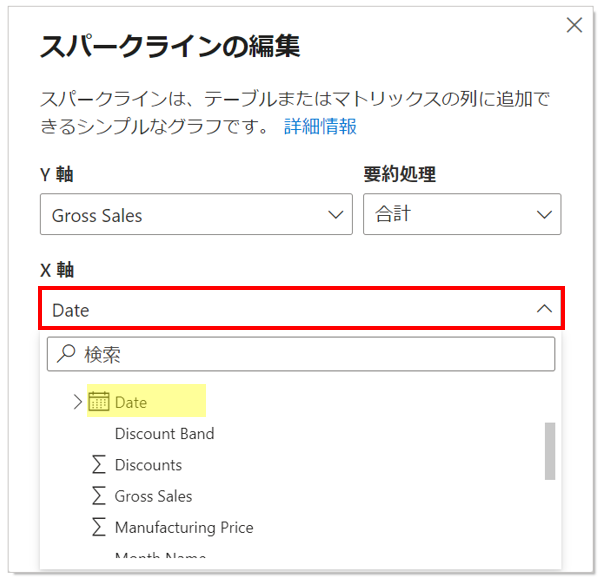 スパークラインの編集
スパークラインは、テーブルまたはマトリックスの列に追加で
きるシンプルなグラフです。 詳細情報
Y 軸
要約処理
Gross Sales
合計
X 軸
Date
検索
Date
Discount Band
Discounts
Gross Sales
Manufacturing Price
Month Name